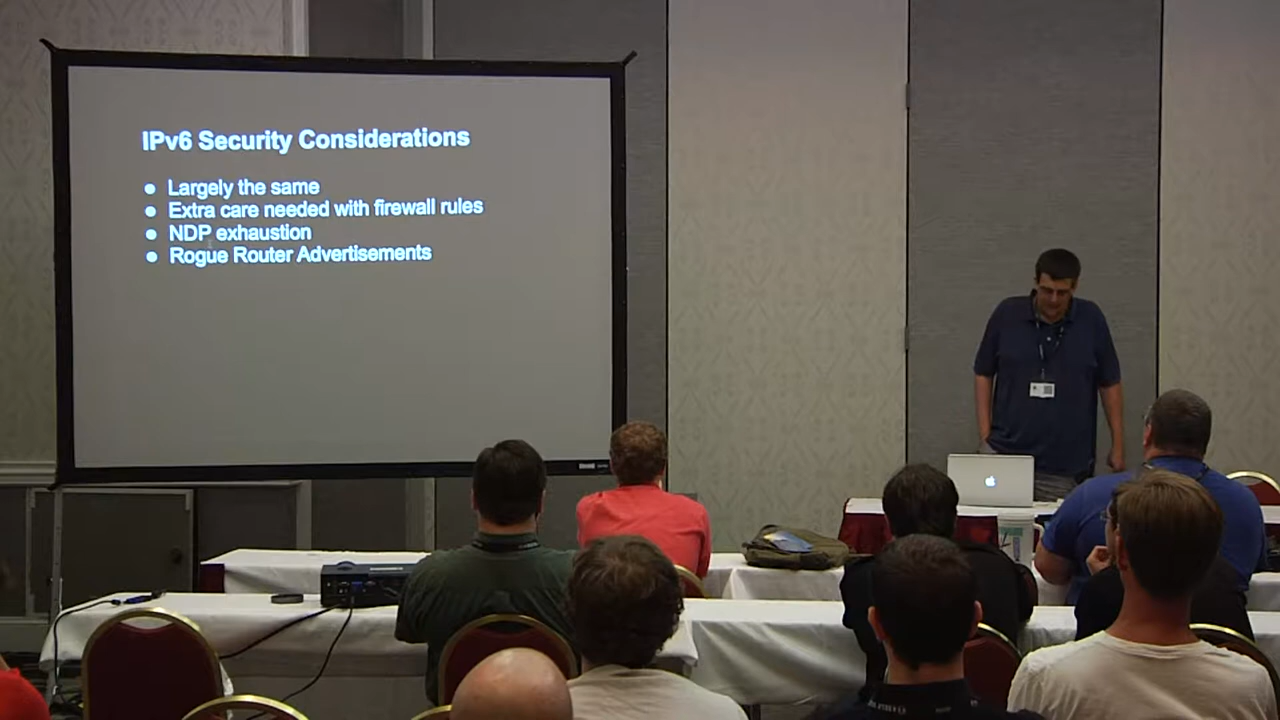 IPv6 Security Considerations
● Largely the same
● Extra care needed with firewall rules
● NDP exhaustion
● Rogue Router Advertisements